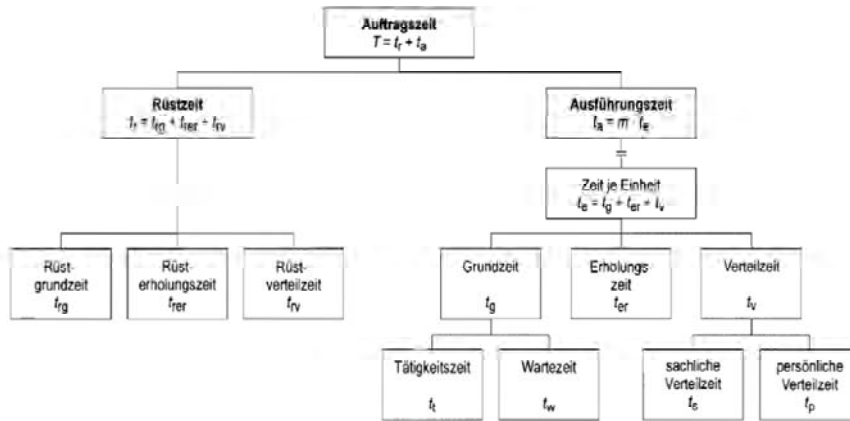 Auftragszeit
T = tr + ta
Rüstzeit
tr = trg + trer + trv
Ausführungszeit
ta = m · te
Zeit je Einheit
te = tg + ter + tv
Rüst-
grundzeit
trg
Rüst-
erholungszeit
trer
Rüst-
verteilzeit
trv
Grundzeit
tg
Erholungs
zeit
ter
Verteilzeit
tv
Tätigkeitszeit
tt
Wartezeit
tw
sachliche
Verteilzeit
ts
persönliche
Verteilzeit
tp